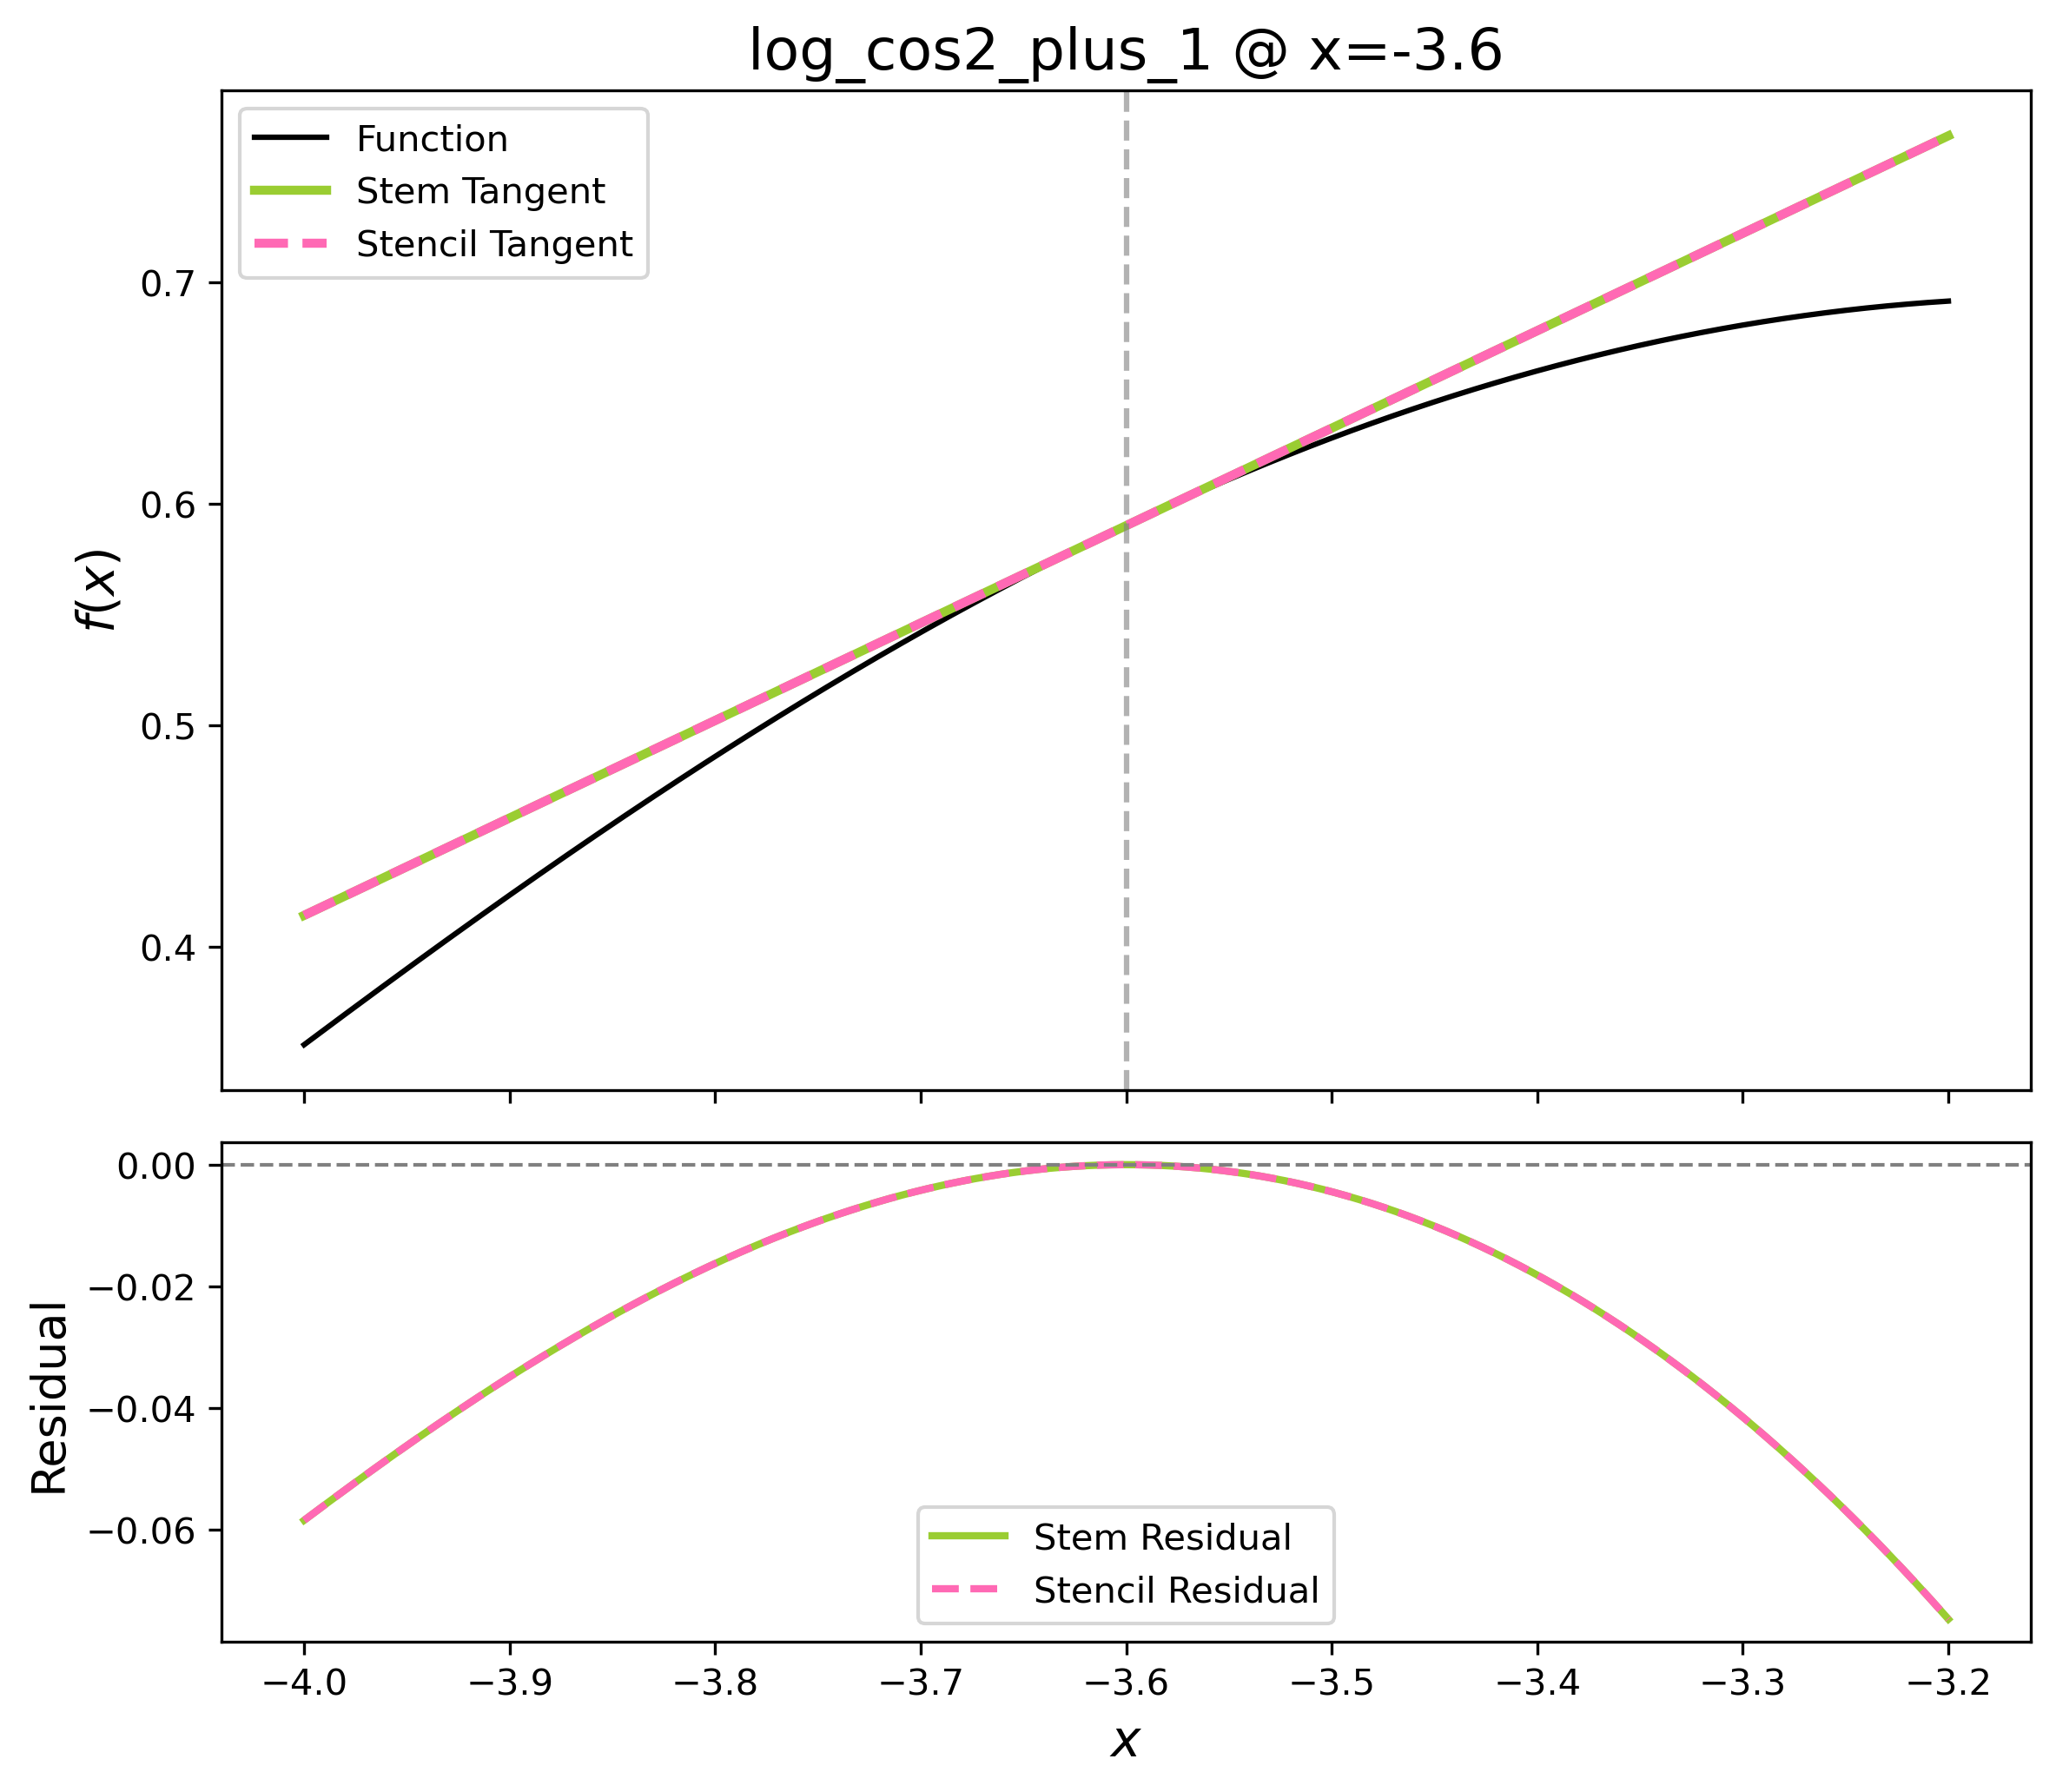 log_cos2_plus_1 @ x=-3.6
Function
Stem Tangent
Stencil Tangent
0.7
0.6
0.5
0.4
f(x)
0.00
−0.02
−0.04
−0.06
Residual
Stem Residual
Stencil Residual
−4.0 −3.9 −3.8 −3.7 −3.6 −3.5 −3.4 −3.3 −3.2
x